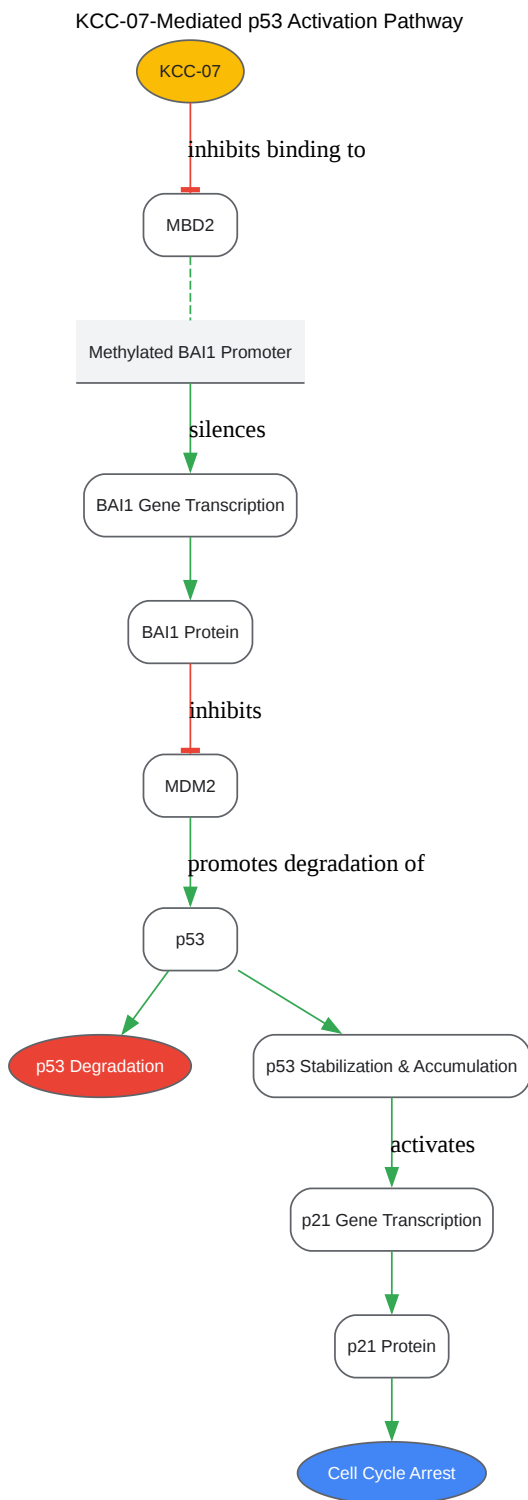 KCC-07-Mediated p53 Activation Pathway
KCC-07
inhibits binding to
MBD2
Methylated BAI1 Promoter
silences
BAI1 Gene Transcription
BAI1 Protein
inhibits
MDM2
promotes degradation of
p53
p53 Degradation
p53 Stabilization & Accumulation
activates
p21 Gene Transcription
p21 Protein
Cell Cycle Arrest